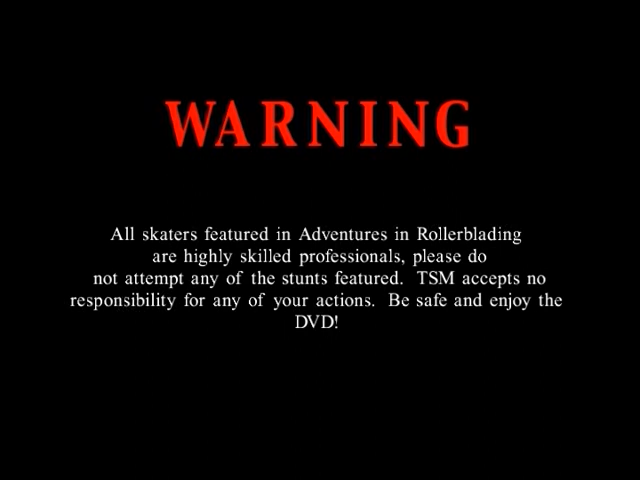 WARNING
All skaters featured in Adventures in Rollerblading
are highly skilled professionals, please do
not attempt any of the stunts featured. TSM accepts no
responsibility for any of your actions. Be safe and enjoy the
DVD!